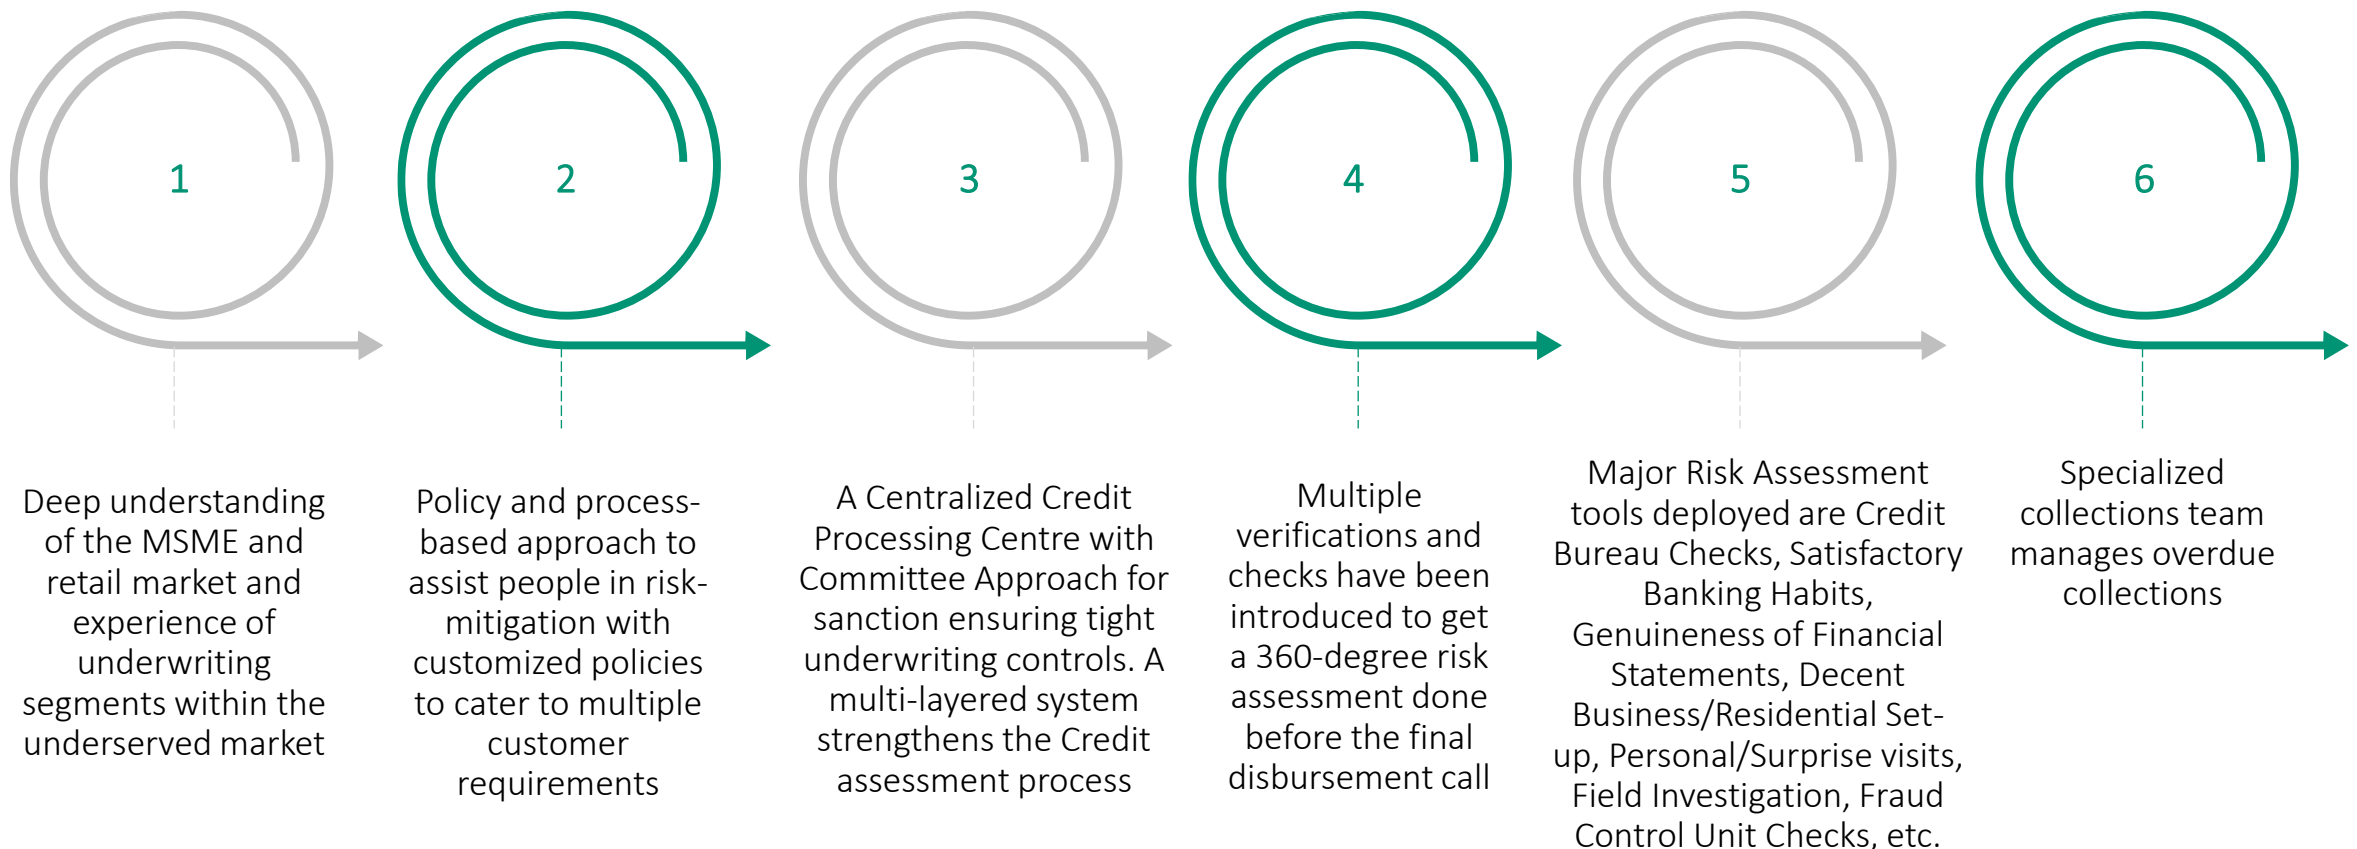 1
Deep understanding
of the MSME and
retail market and
experience of
underwriting
segments within the
underserved market
2
Policy and process-
based approach to
assist people in risk-
mitigation with
customized policies
to cater to multiple
customer
requirements
3
A Centralized Credit
Processing Centre with
Committee Approach for
sanction ensuring tight
underwriting controls. A
multi-layered system
strengthens the Credit
assessment process
4
Multiple
verifications and
checks have been
introduced to get
a 360-degree risk
assessment done
before the final
disbursement call
5
Major Risk Assessment
tools deployed are Credit
Bureau Checks, Satisfactory
Banking Habits,
Genuineness of Financial
Statements, Decent
Business/Residential Set-
up, Personal/Surprise visits,
Field Investigation, Fraud
Control Unit Checks, etc.
6
Specialized
collections team
manages overdue
collections